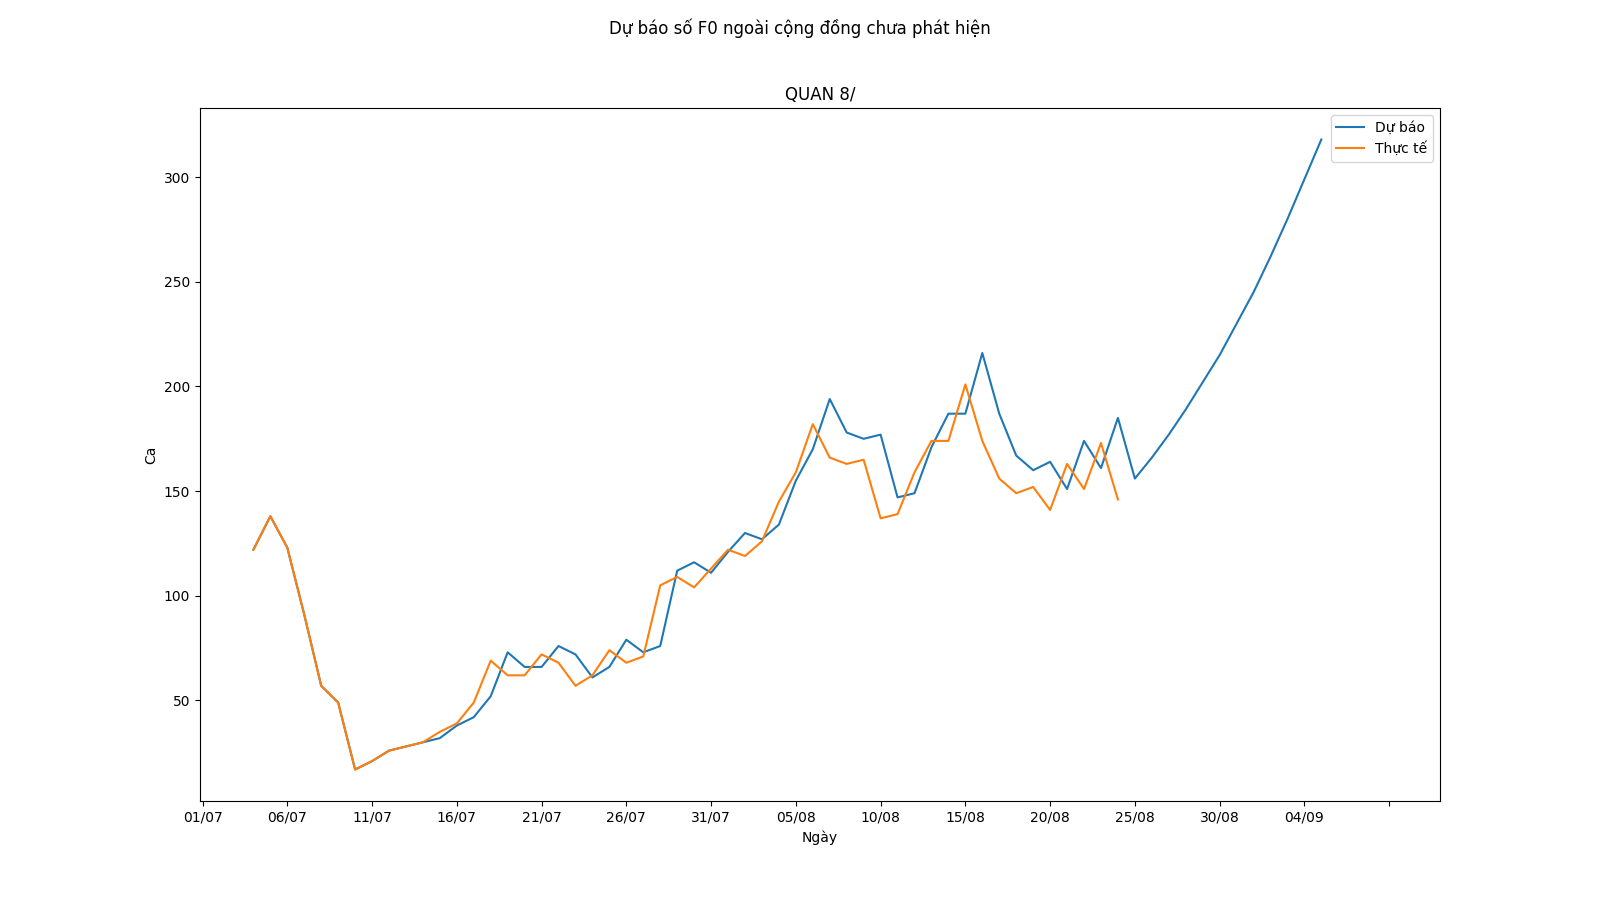 Dự báo số F0 ngoài cộng đồng chưa phát hiện
QUAN 8/
Dự báo
Thực tế
300
250
200
150
100
50
Ca
01/07 06/07 11/07 16/07 21/07 26/07 31/07 05/08 10/08 15/08 20/08 25/08 30/08 04/09
Ngày